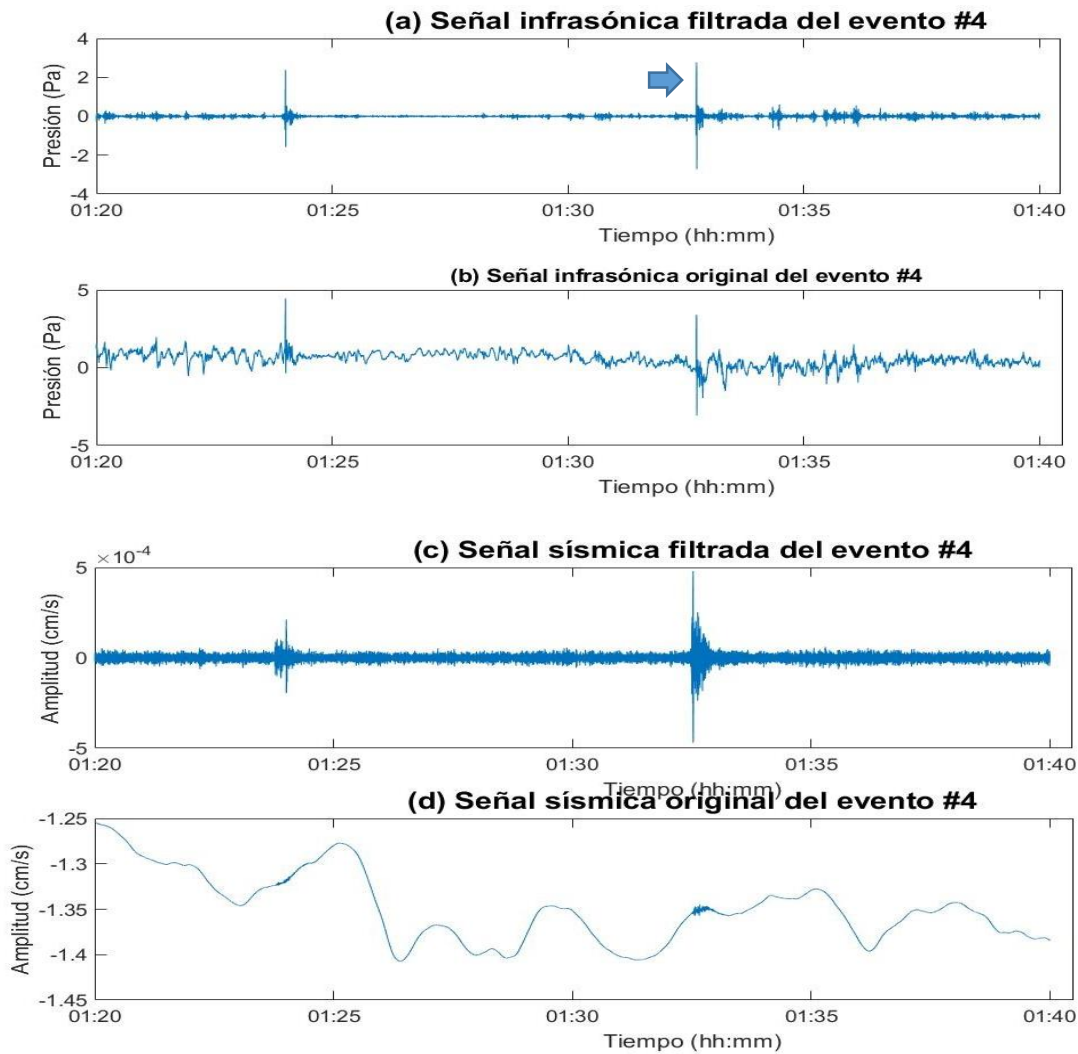 (a) Señal infrasónica filtrada del evento #4
Presión (Pa)
4
2
0
-2
-4
01:20 01:25 01:30 01:35 01:40
Tiempo (hh:mm)
(b) Señal infrasónica original del evento #4
Presión (Pa)
5
0
-5
01:20 01:25 01:30 01:35 01:40
Tiempo (hh:mm)
(c) Señal sísmica filtrada del evento #4
×10-4
Amplitud (cm/s)
5
0
-5
01:20 01:25 01:30 01:35 01:40
Tiempo (hh:mm)
(d) Señal sísmica original del evento #4
Amplitud (cm/s)
-1.25
-1.3
-1.35
-1.4
-1.45
01:20 01:25 01:30 01:35 01:40
Tiempo (hh:mm)